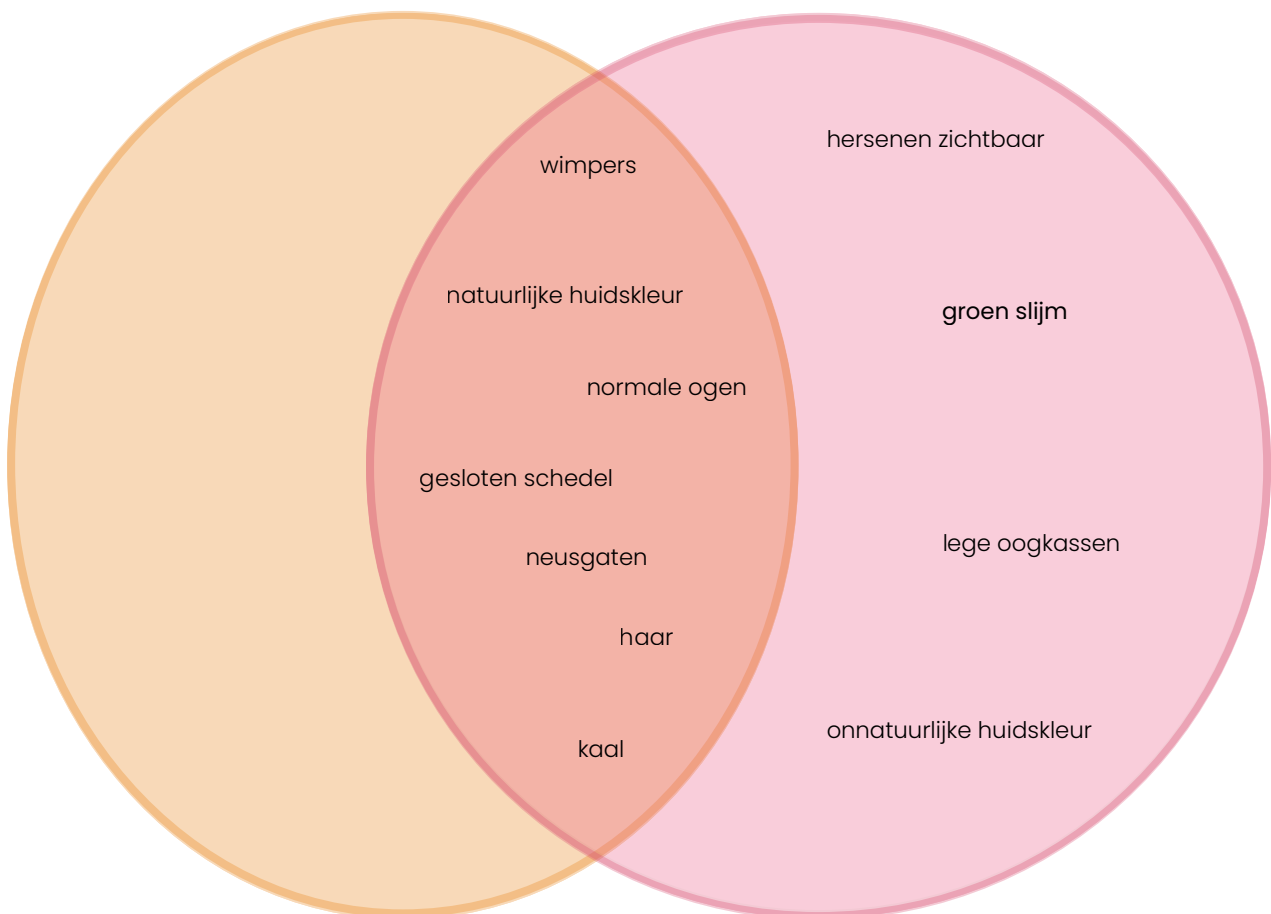 hersenen zichtbaar
wimpers
natuurlijke huidskleur
groen slijm
normale ogen
gesloten schedel
lege oogkassen
neusgaten
haar
onnatuurlijke huidskleur
kaal